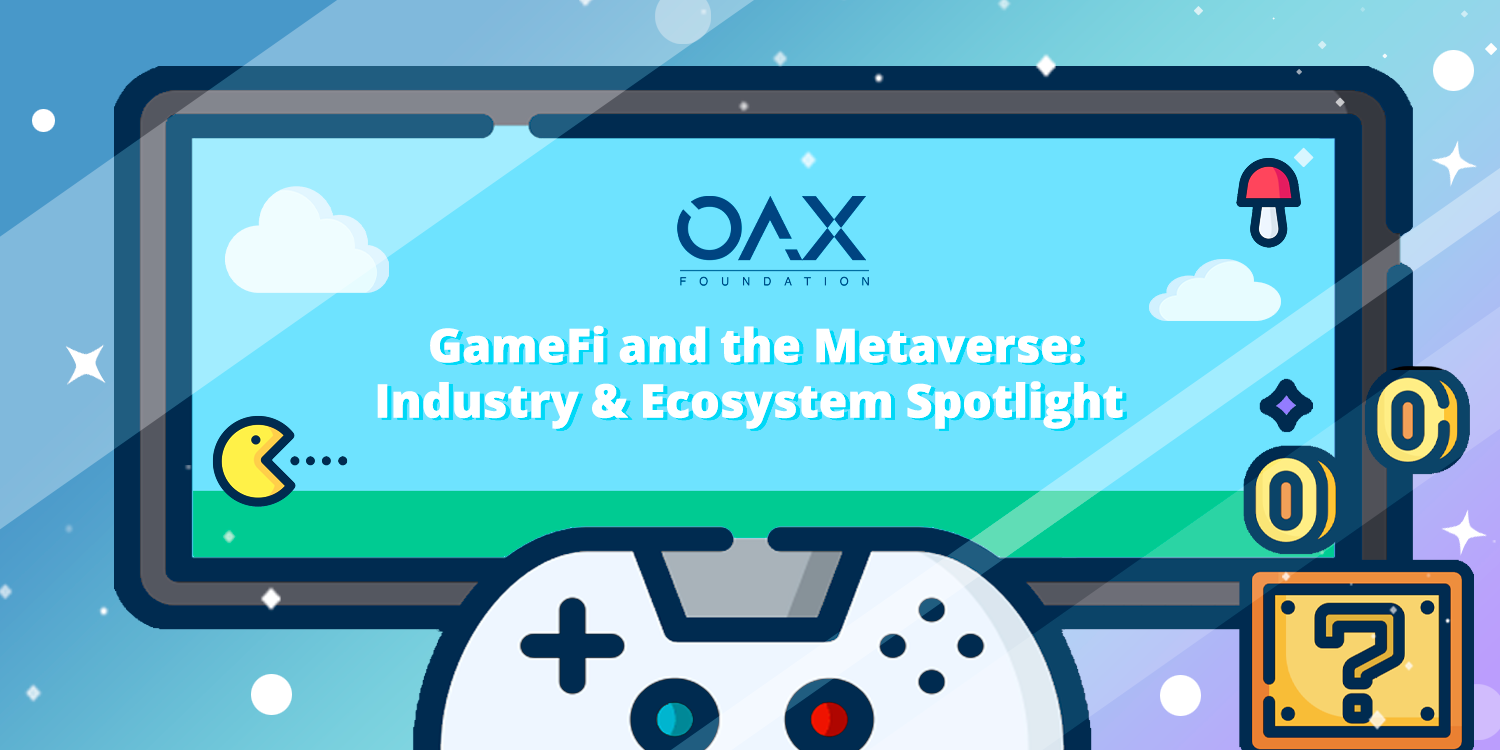 OAX
FOUNDATION
GameFi and the Metaverse:
Industry & Ecosystem Spotlight
?